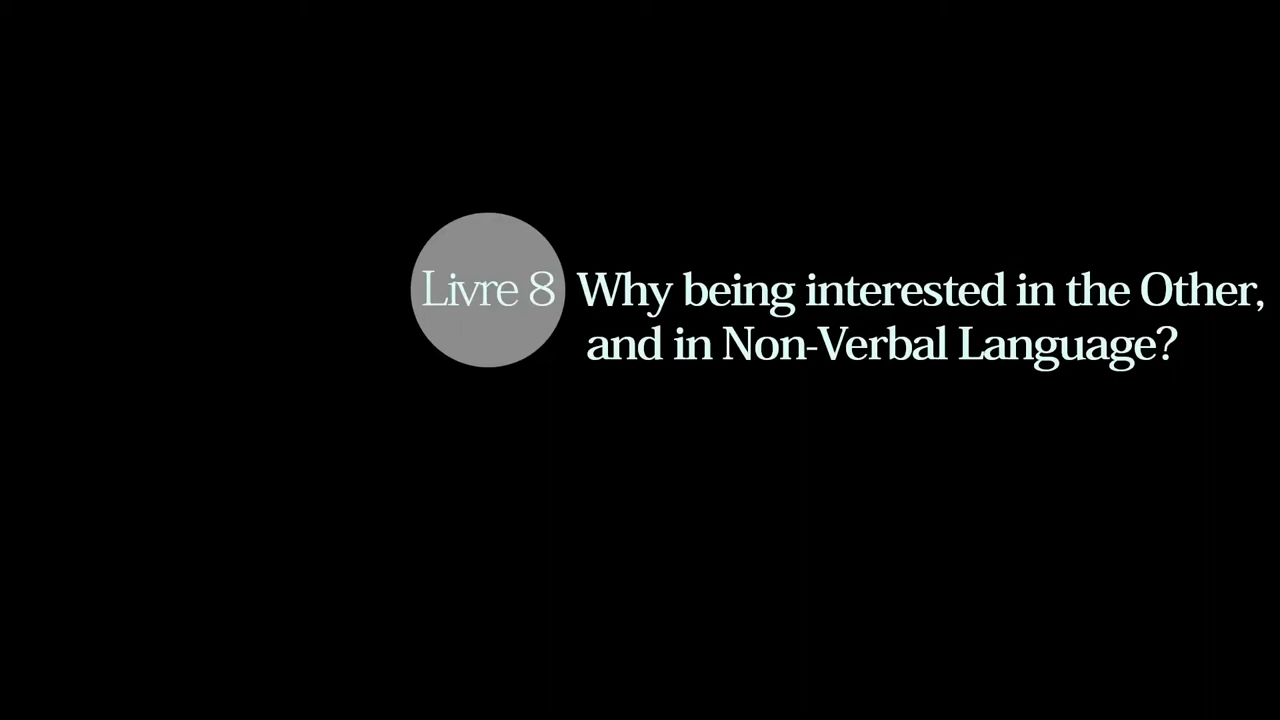 Livre 8 Why being interested in the Other,
and in Non-Verbal Language?